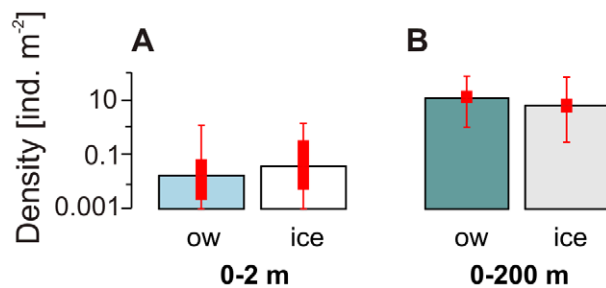 A
B
Density [ind. m⁻²]
10
0.1
0.001
ow
ice
ow
ice
0-2 m
0-200 m